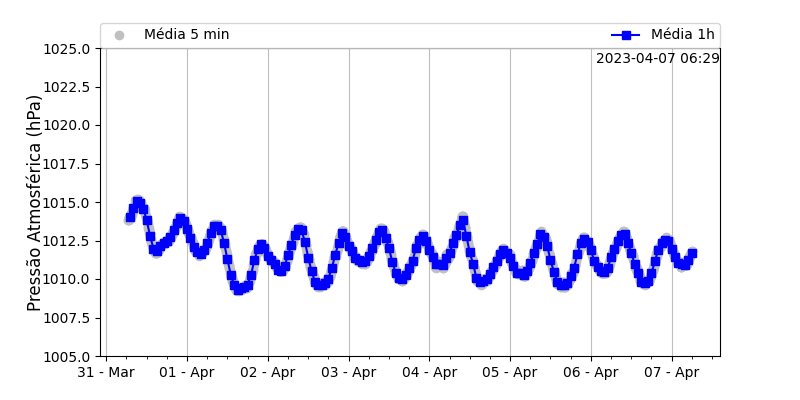 Média 5 min
Média 1h
2023-04-07 06:29
Pressão Atmosférica (hPa)
1025.0
1022.5
1020.0
1017.5
1015.0
1012.5
1010.0
1007.5
1005.0
31 - Mar
01 - Apr
02 - Apr
03 - Apr
04 - Apr
05 - Apr
06 - Apr
07 - Apr